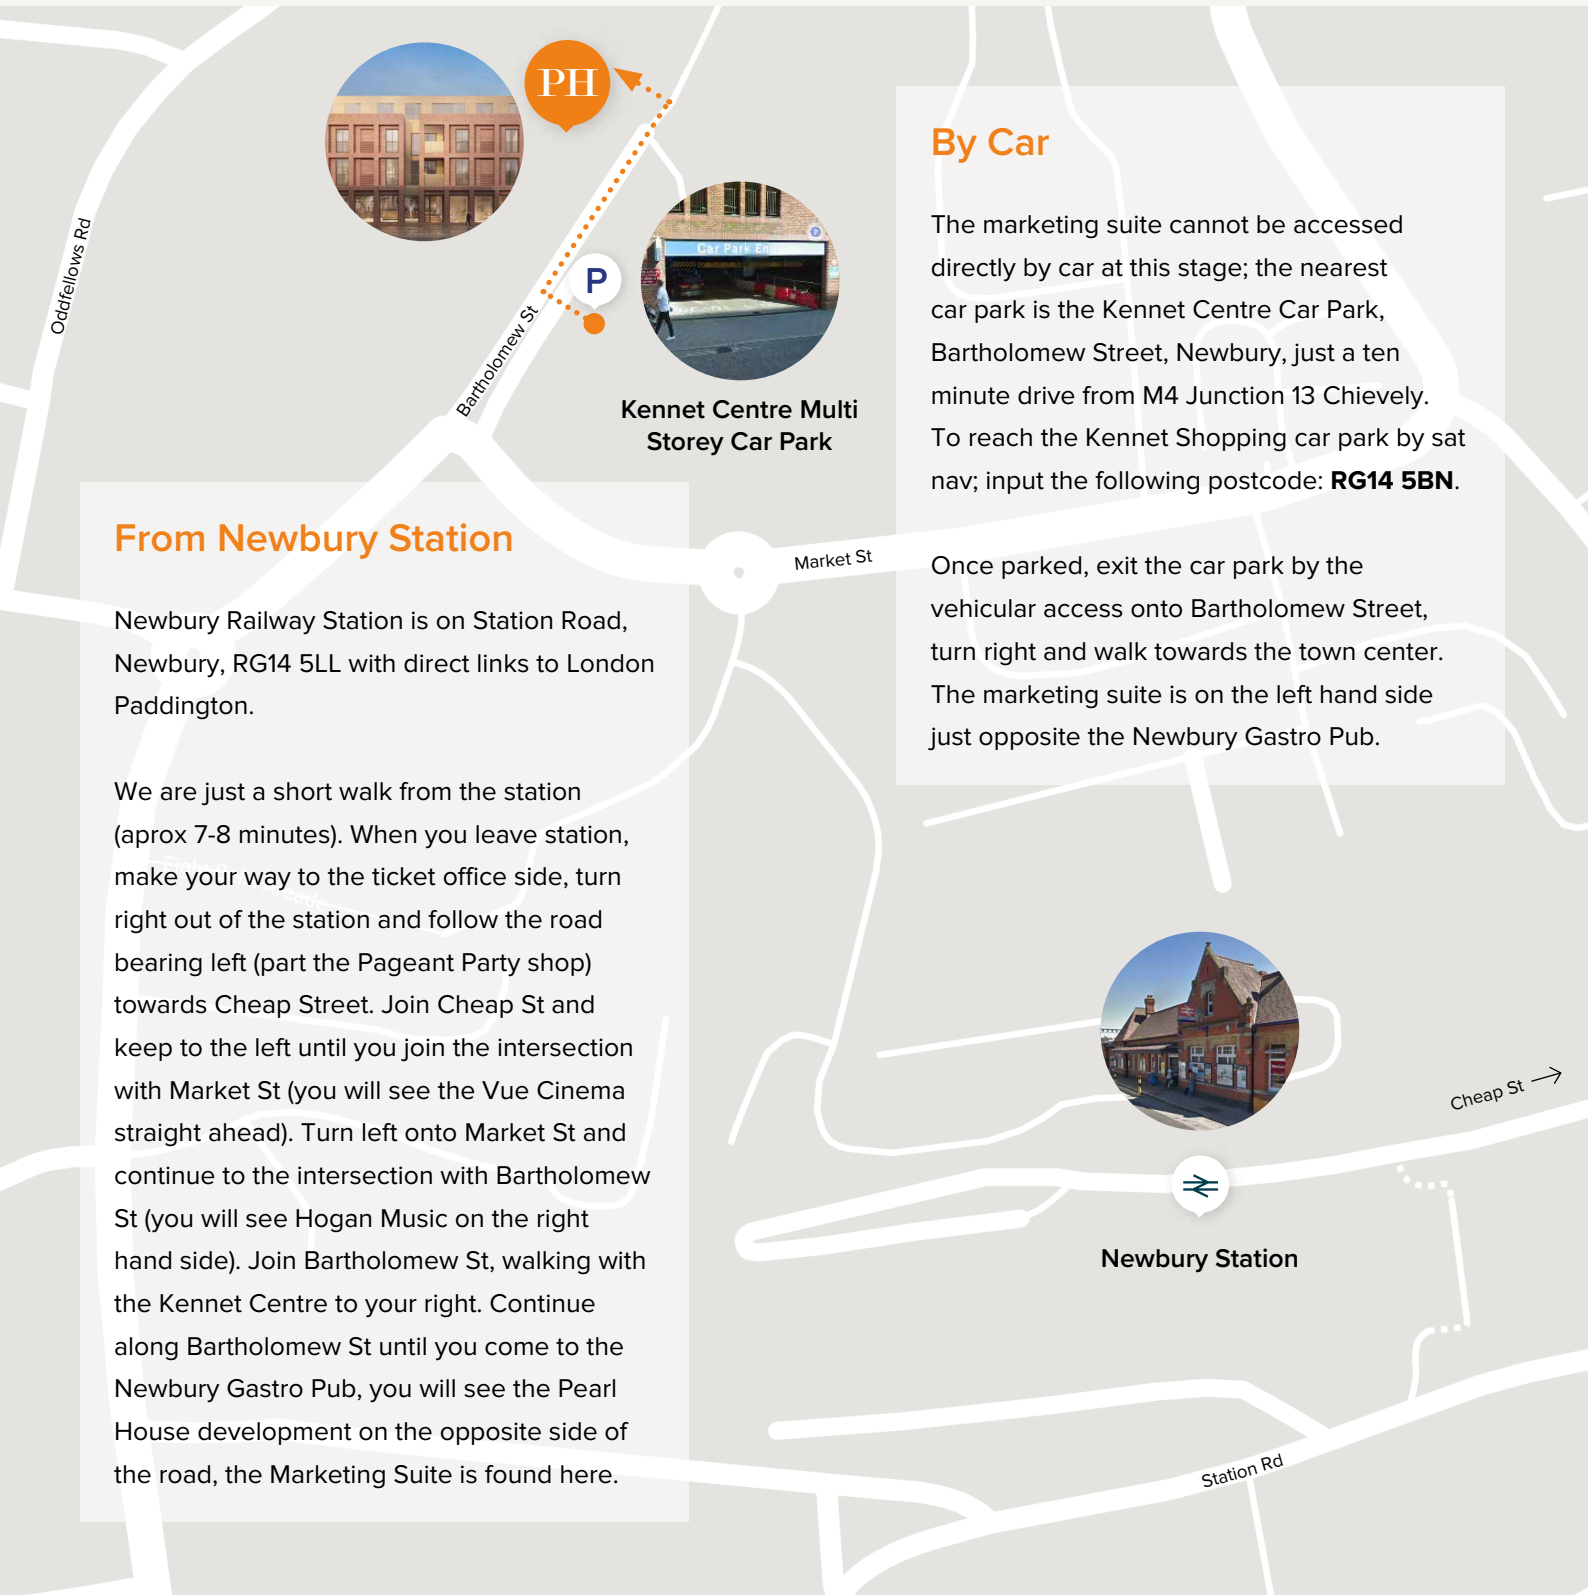 PH
Oddfellows Rd
Bartholomew St
P
Car Park En
Kennet Centre Multi
Storey Car Park
Market St
By Car
The marketing suite cannot be accessed
directly by car at this stage; the nearest
car park is the Kennet Centre Car Park,
Bartholomew Street, Newbury, just a ten
minute drive from M4 Junction 13 Chievely.
To reach the Kennet Shopping car park by sat
nav; input the following postcode: RG14 5BN.
Once parked, exit the car park by the
vehicular access onto Bartholomew Street,
turn right and walk towards the town center.
The marketing suite is on the left hand side
just opposite the Newbury Gastro Pub.
From Newbury Station
Newbury Railway Station is on Station Road,
Newbury, RG14 5LL with direct links to London
Paddington.
We are just a short walk from the station
(aprox 7-8 minutes). When you leave station,
make your way to the ticket office side, turn
right out of the station and follow the road
bearing left (part the Pageant Party shop)
towards Cheap Street. Join Cheap St and
keep to the left until you join the intersection
with Market St (you will see the Vue Cinema
straight ahead). Turn left onto Market St and
continue to the intersection with Bartholomew
St (you will see Hogan Music on the right
hand side). Join Bartholomew St, walking with
the Kennet Centre to your right. Continue
along Bartholomew St until you come to the
Newbury Gastro Pub, you will see the Pearl
House development on the opposite side of
the road, the Marketing Suite is found here.
Cheap St
Newbury Station
Station Rd